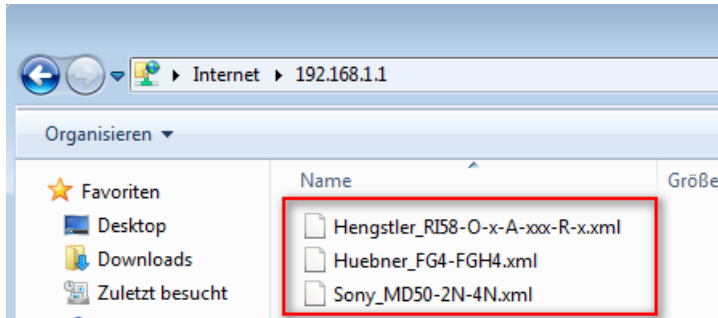 Internet 192.168.1.1
Organisieren
Name Größe
Favoriten
Hengstler_RI58-O-x-A-xxx-R-x.xml
Desktop
Huebner_FG4-FGH4.xml
Downloads
Sony_MD50-2N-4N.xml
Zuletzt besucht